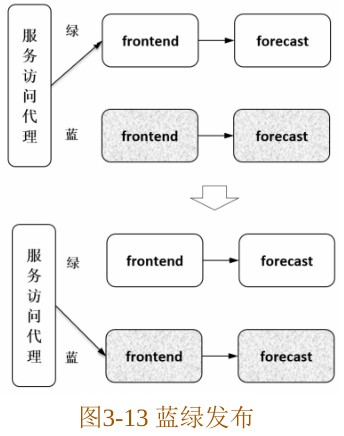 服务访问代理
绿
frontend
forecast
蓝
frontend
forecast
服务访问代理
绿
frontend
forecast
蓝
frontend
forecast
图3-13 蓝绿发布